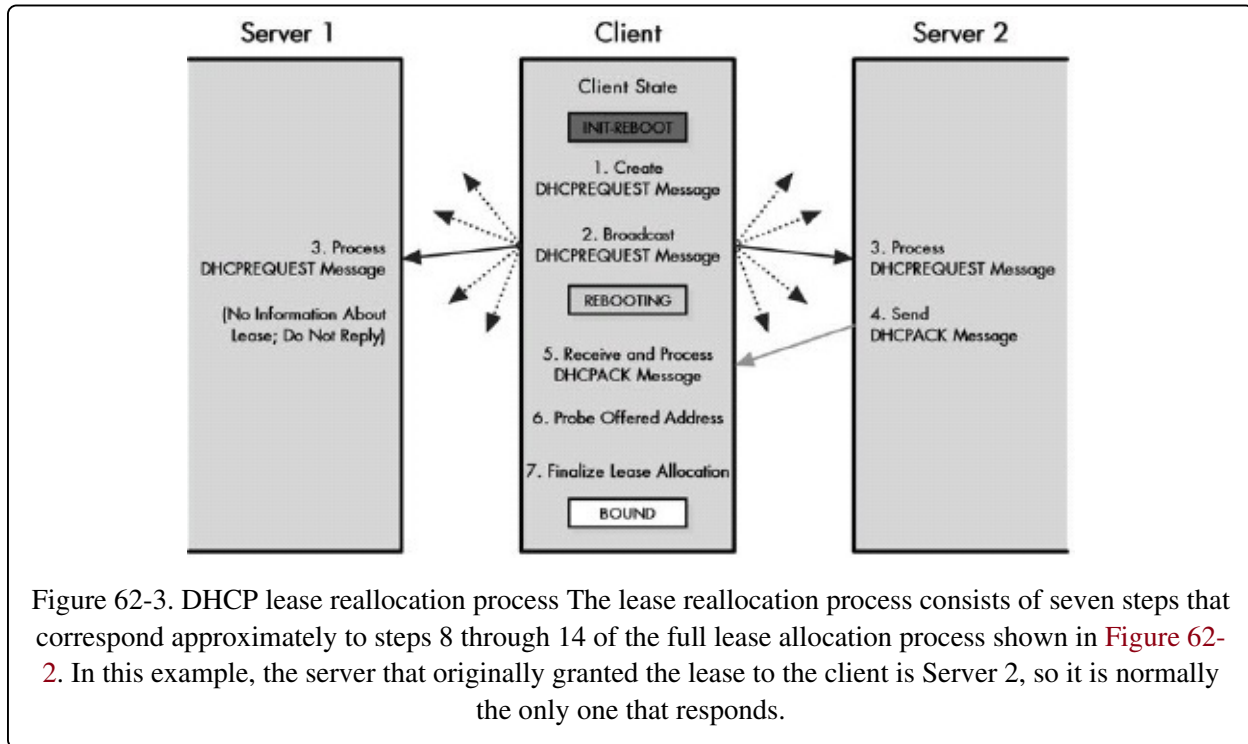 Server 1
Client
Server 2
Client State
INIT-REBOOT
1. Create
DHCPREQUEST Message
2. Broadcast
DHCPREQUEST Message
3. Process
DHCPREQUEST Message
(No Information About
Lease; Do Not Reply)
REBOOTING
3. Process
DHCPREQUEST Message
4. Send
DHCPACK Message
5. Receive and Process
DHCPACK Message
6. Probe Offered Address
7. Finalize Lease Allocation
BOUND
Figure 62-3. DHCP lease reallocation process The lease reallocation process consists of seven steps that
correspond approximately to steps 8 through 14 of the full lease allocation process shown in Figure 62-
2. In this example, the server that originally granted the lease to the client is Server 2, so it is normally
the only one that responds.